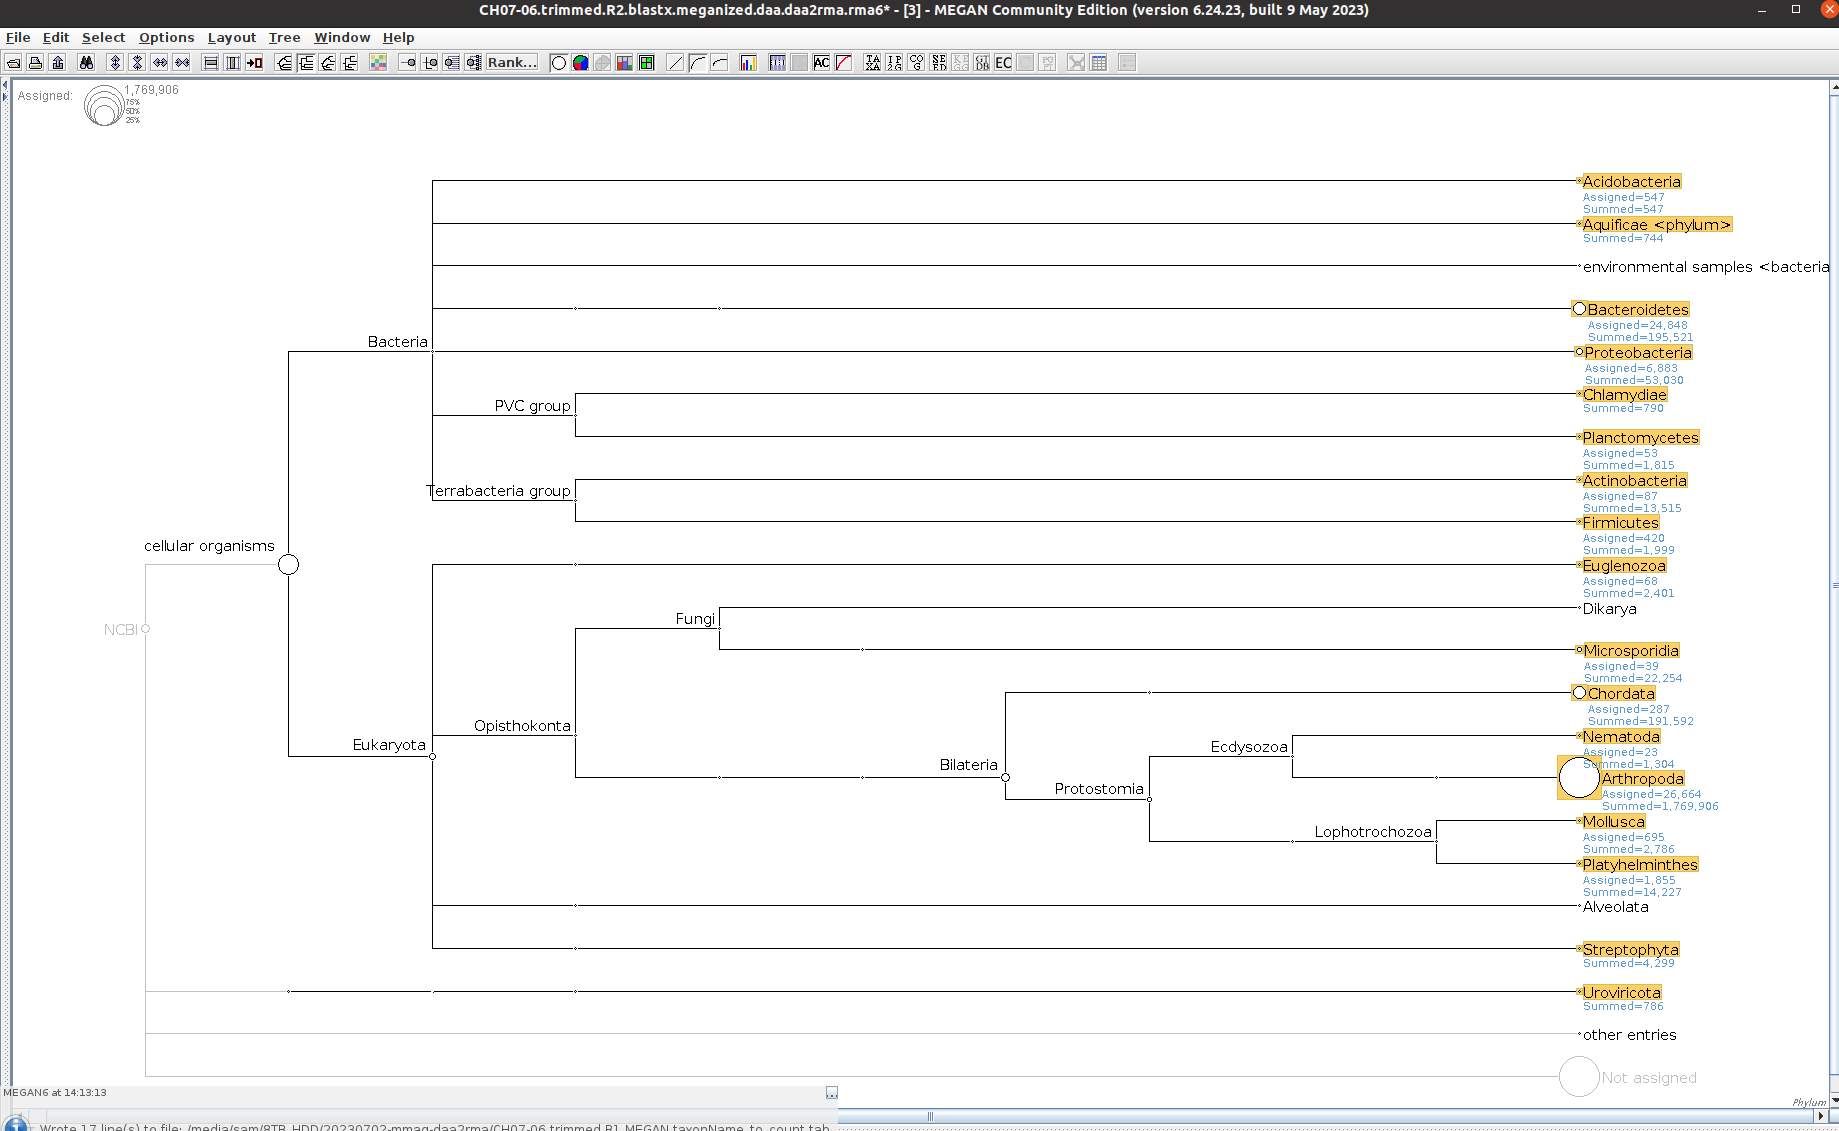 CH07-06.trimmed.R2.blastx.meganized.daa.daa2rma.rma6* - [3] - MEGAN Community Edition (version 6.24.23, built 9 May 2023)
File Edit Select Options Layout Tree Window Help
Rank...
AC
EC
Assigned:
1,769,906
75%
50%
25%
Acidobacteria
Assigned=547
Summed=547
Aquificae <phylum>
Summed=744
environmental samples <bacteria
Bacteroidetes
Assigned=24,848
Summed=195,521
Bacteria
Proteobacteria
Assigned=6,883
Summed=53,030
Chlamydiae
Summed=790
PVC group
Planctomycetes
Assigned=53
Summed=1,815
Actinobacteria
Assigned=87
Summed=13,515
Terrabacteria group
Firmicutes
Assigned=420
Summed=1,999
cellular organisms
Euglenozoa
Assigned=68
Summed=2,401
Dikarya
Fungi
NCBI
Microsporidia
Assigned=39
Summed=22,254
Chordata
Assigned=287
Summed=191,592
Opisthokonta
Nematoda
Assigned=23
Summed=1,304
Eukaryota
Ecdysozoa
Bilateria
Arthropoda
Assigned=26,664
Summed=1,769,906
Protostomia
Mollusca
Assigned=695
Summed=2,786
Lophotrochozoa
Platyhelminthes
Assigned=1,855
Summed=14,227
Alveolata
Streptophyta
Summed=4,299
Uroviricota
Summed=786
other entries
Not assigned
MEGAN6 at 14:13:13
...
Phylum
Wrote 17 line(s) to file: /media/sam/8TB_HDD/20230702-mmag-daa2rma/CH07-06.trimmed.R1.MEGAN.taxonName_to_count.tab